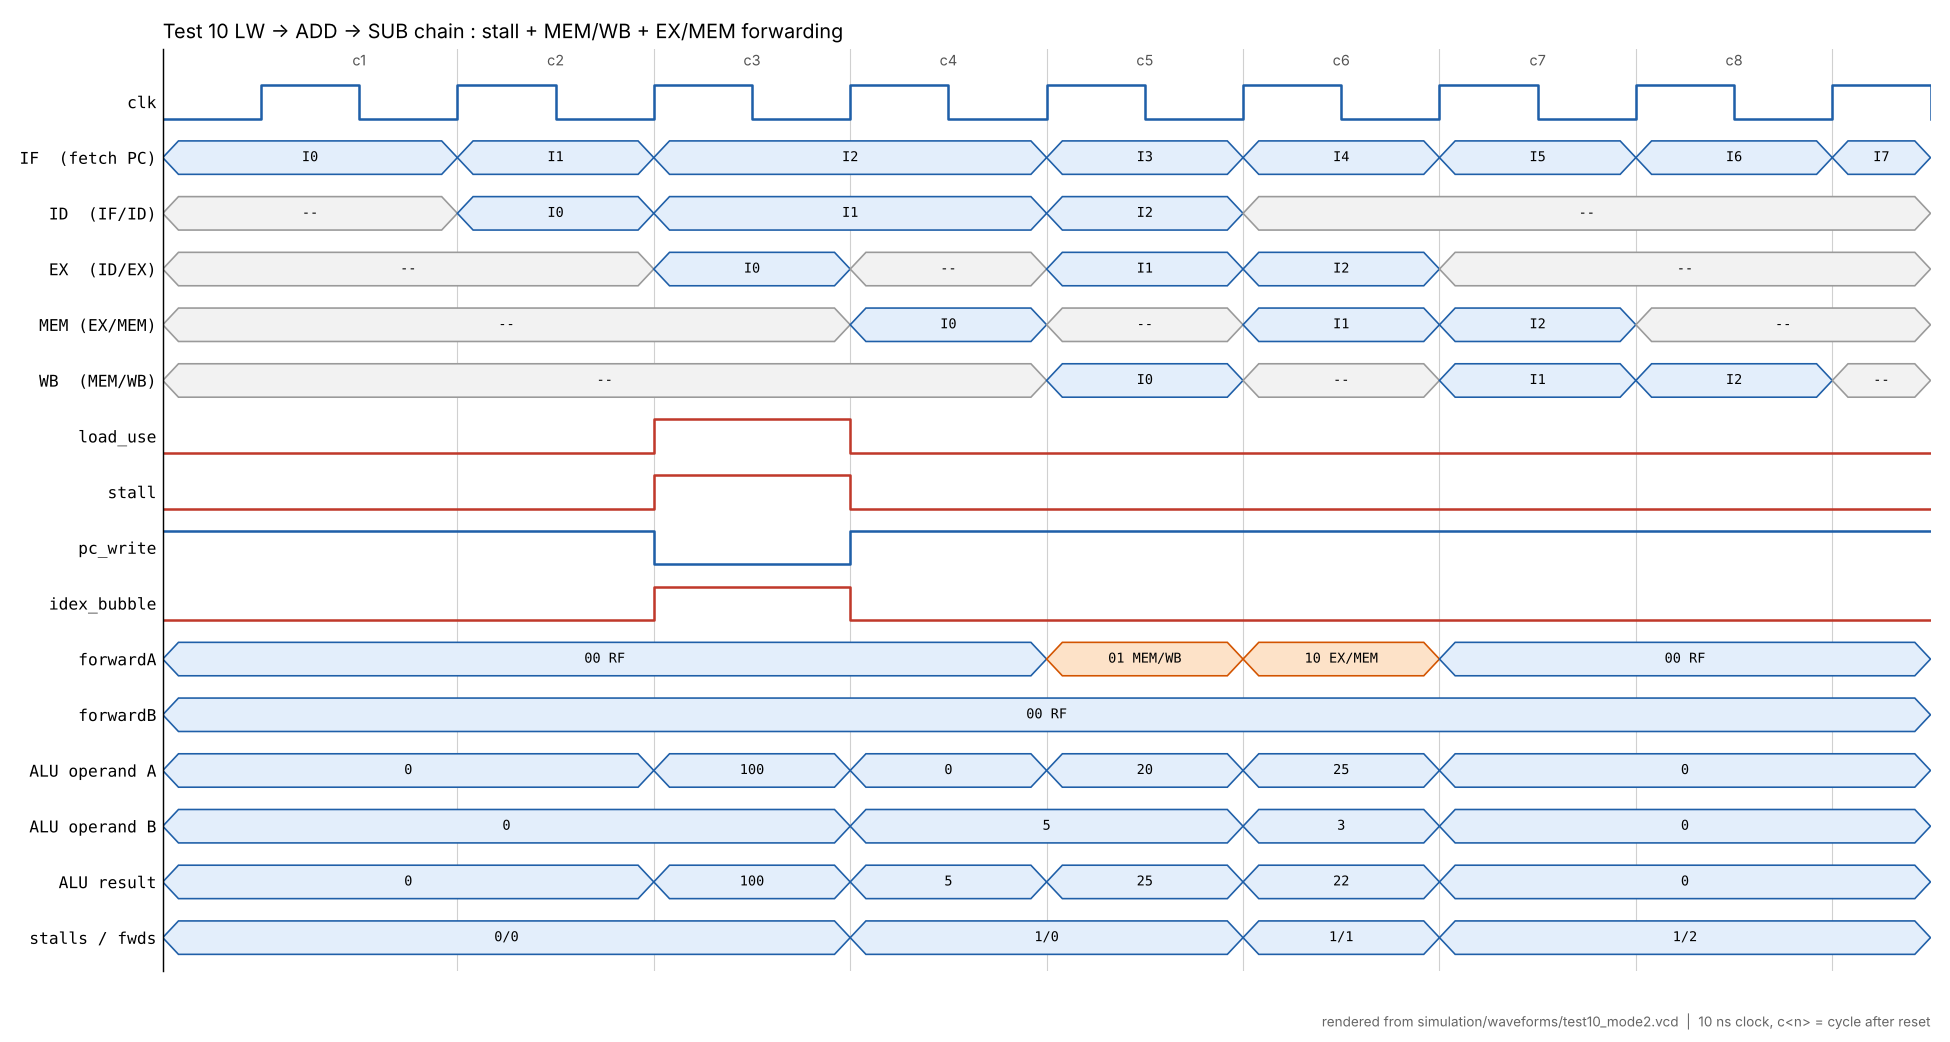 Test 10 LW → ADD → SUB chain : stall + MEM/WB + EX/MEM forwarding
c1 c2 c3 c4 c5 c6 c7 c8
clk
IF (fetch PC) I0 I1 I2 I3 I4 I5 I6 I7
ID (IF/ID) -- I0 I1 I2 --
EX (ID/EX) -- I0 -- I1 I2 --
MEM (EX/MEM) -- I0 -- I1 I2 --
WB (MEM/WB) -- I0 -- I1 I2 --
load_use
stall
pc_write
idex_bubble
forwardA 00 RF 01 MEM/WB 10 EX/MEM 00 RF
forwardB 00 RF
ALU operand A 0 100 0 20 25 0
ALU operand B 0 5 3 0
ALU result 0 100 5 25 22 0
stalls / fwds 0/0 1/0 1/1 1/2
rendered from simulation/waveforms/test10_mode2.vcd | 10 ns clock, c<n> = cycle after reset